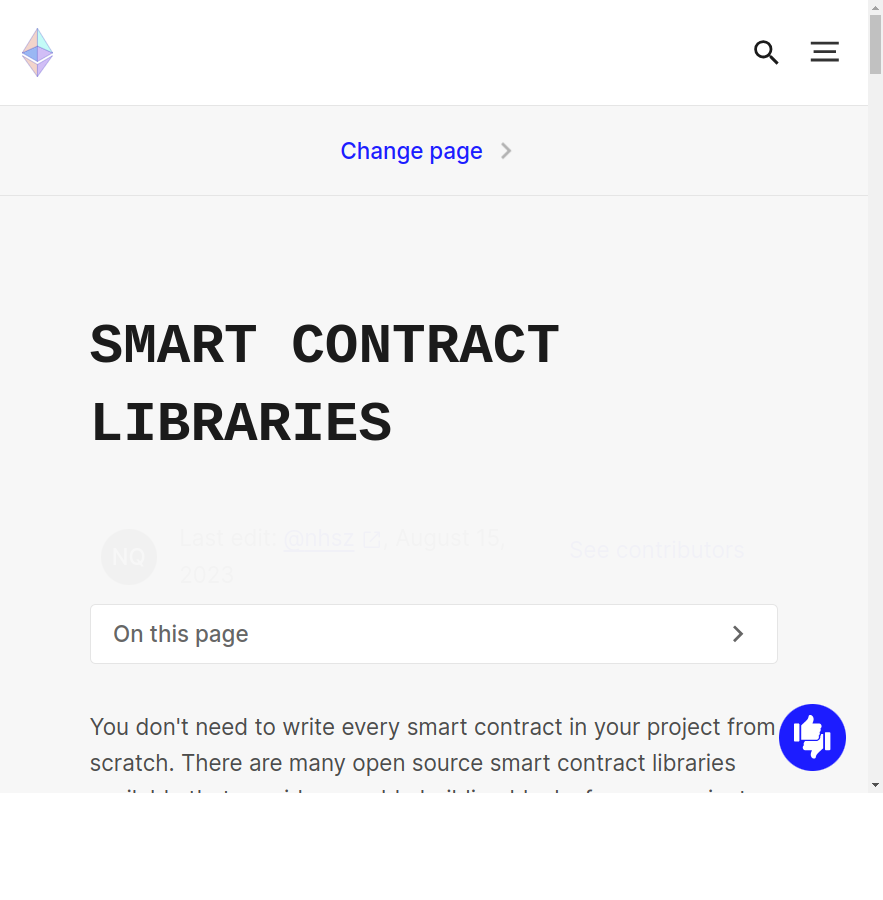 Change page
SMART CONTRACT
LIBRARIES
NO
Last edit: @nhsz, August 15,
2023
See contributors
On this page
You don't need to write every smart contract in your project from
scratch. There are many open source smart contract libraries